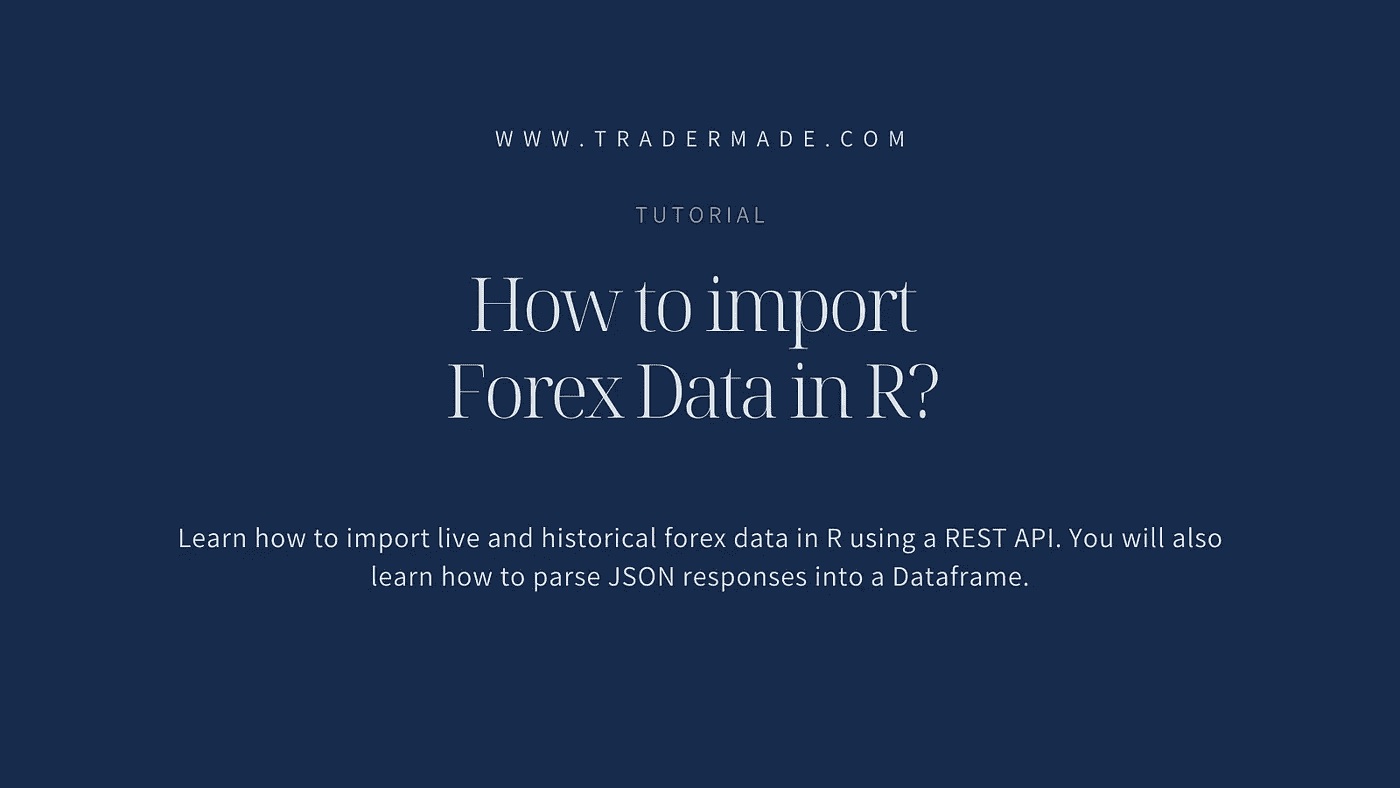 WWW.TRADERMADE.COM
TUTORIAL
How to import
Forex Data in R?
Learn how to import live and historical forex data in R using a REST API. You will also
learn how to parse JSON responses into a Dataframe.